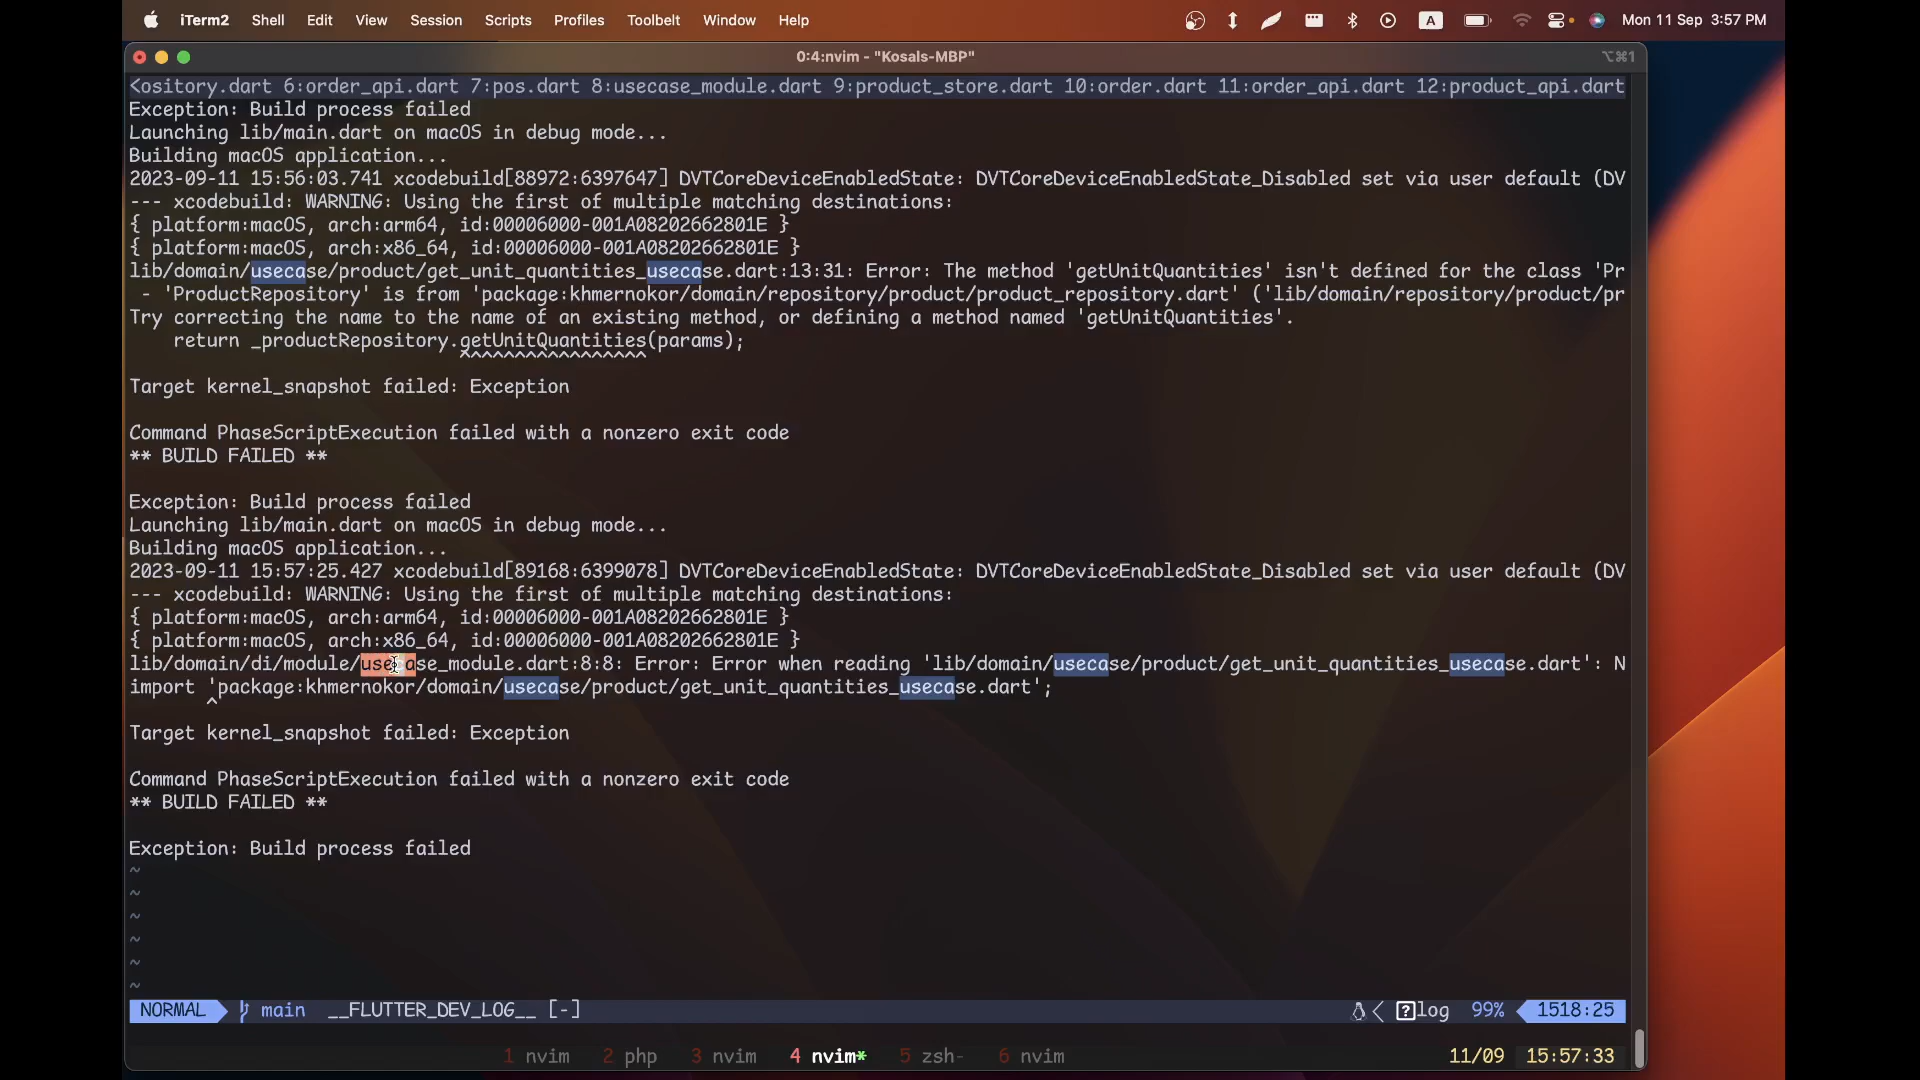 iTerm2 Shell Edit View Session Scripts Profiles Toolbelt Window Help A Mon 11 Sep 3:57 PM
0:4:nvim - "Kosals-MBP" ⌥⌘1
<ository.dart 6:order_api.dart 7:pos.dart 8:usecase_module.dart 9:product_store.dart 10:order.dart 11:order_api.dart 12:product_api.dart
Exception: Build process failed
Launching lib/main.dart on macOS in debug mode...
Building macOS application...
2023-09-11 15:56:03.741 xcodebuild[88972:6397647] DVTCoreDeviceEnabledState: DVTCoreDeviceEnabledState_Disabled set via user default (DV
--- xcodebuild: WARNING: Using the first of multiple matching destinations:
{ platform:macOS, arch:arm64, id:00006000-001A08202662801E }
{ platform:macOS, arch:x86_64, id:00006000-001A08202662801E }
lib/domain/usecase/product/get_unit_quantities_usecase.dart:13:31: Error: The method 'getUnitQuantities' isn't defined for the class 'Pr
- 'ProductRepository' is from 'package:khmernokor/domain/repository/product/product_repository.dart' ('lib/domain/repository/product/pr
Try correcting the name to the name of an existing method, or defining a method named 'getUnitQuantities'.
return _productRepository.getUnitQuantities(params);
^^^^^^^^^^^^^^^^^
Target kernel_snapshot failed: Exception
Command PhaseScriptExecution failed with a nonzero exit code
** BUILD FAILED **
Exception: Build process failed
Launching lib/main.dart on macOS in debug mode...
Building macOS application...
2023-09-11 15:57:25.427 xcodebuild[89168:6399078] DVTCoreDeviceEnabledState: DVTCoreDeviceEnabledState_Disabled set via user default (DV
--- xcodebuild: WARNING: Using the first of multiple matching destinations:
{ platform:macOS, arch:arm64, id:00006000-001A08202662801E }
{ platform:macOS, arch:x86_64, id:00006000-001A08202662801E }
lib/domain/di/module/usecase_module.dart:8:8: Error: Error when reading 'lib/domain/usecase/product/get_unit_quantities_usecase.dart': N
import 'package:khmernokor/domain/usecase/product/get_unit_quantities_usecase.dart';
^
Target kernel_snapshot failed: Exception
Command PhaseScriptExecution failed with a nonzero exit code
** BUILD FAILED **
Exception: Build process failed
~
~
~
~
~
~
NORMAL main __FLUTTER_DEV_LOG__ [-] < ?log 99% 1518:25
1 nvim 2 php 3 nvim 4 nvim* 5 zsh- 6 nvim 11/09 15:57:33